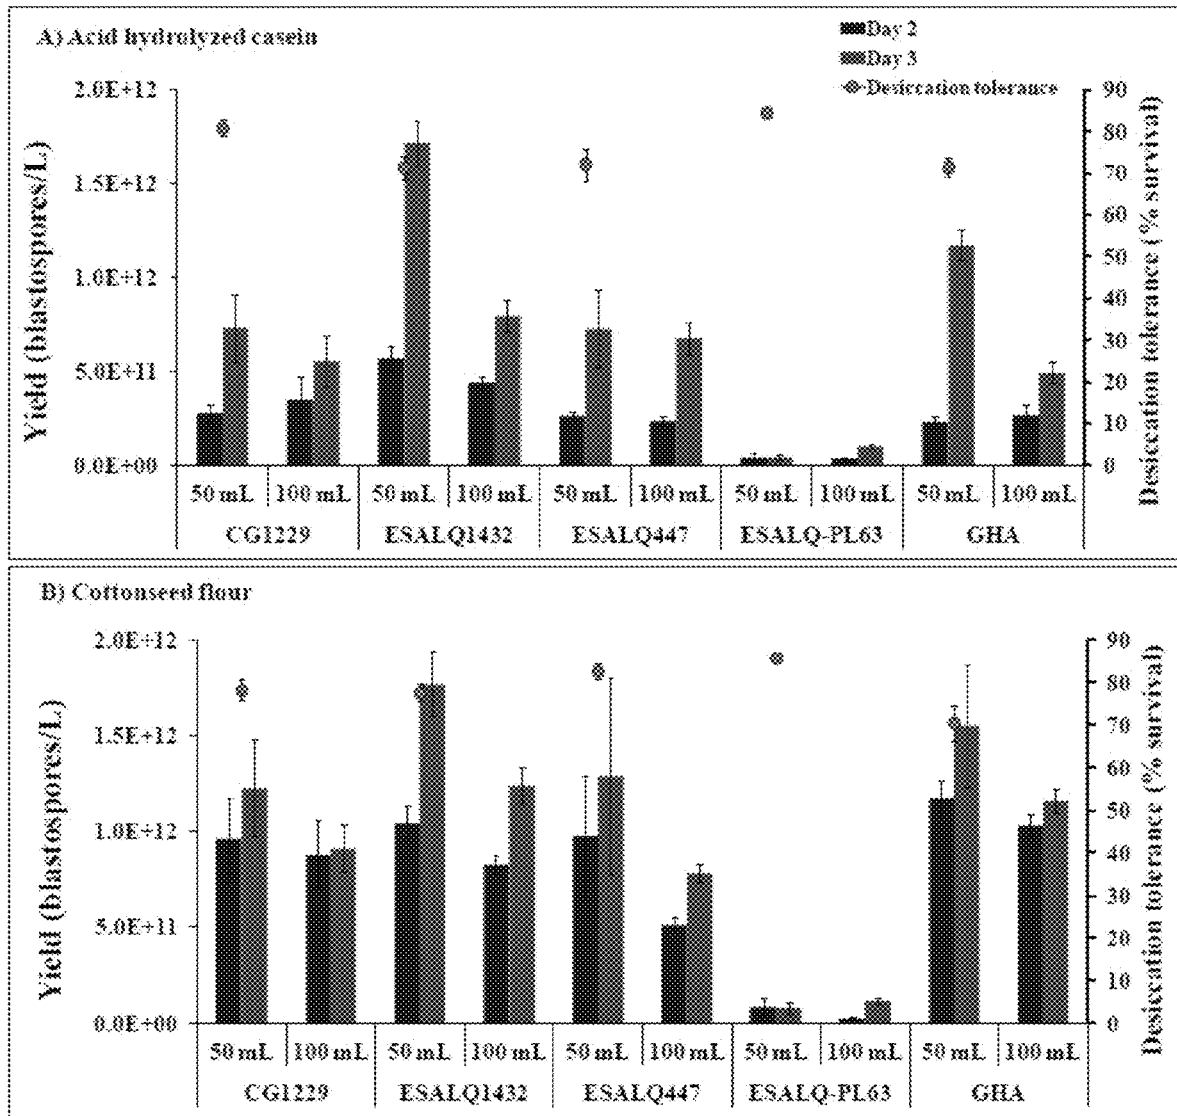 A) Acid hydrolyzed casein
Day 2
Day 3
Desiccation tolerance
Yield (blastospores/L)
2.0E+12
1.5E+12
1.0E+12
5.0E+11
0.0E+00
90
80
70
60
50
40
30
20
10
0
Desiccation tolerance (% survival)
50 mL 100 mL 50 mL 100 mL 50 mL 100 mL 50 mL 100 mL 50 mL 100 mL
CG1229 ESALQ1432 ESALQ447 ESALQ-PL63 GHA
B) Cottonseed flour
Yield (blastospores/L)
2.0E+12
1.5E+12
1.0E+12
5.0E+11
0.0E+00
90
80
70
60
50
40
30
20
10
0
Desiccation tolerance (% survival)
50 mL 100 mL 50 mL 100 mL 50 mL 100 mL 50 mL 100 mL 50 mL 100 mL
CG1229 ESALQ1432 ESALQ447 ESALQ-PL63 GHA